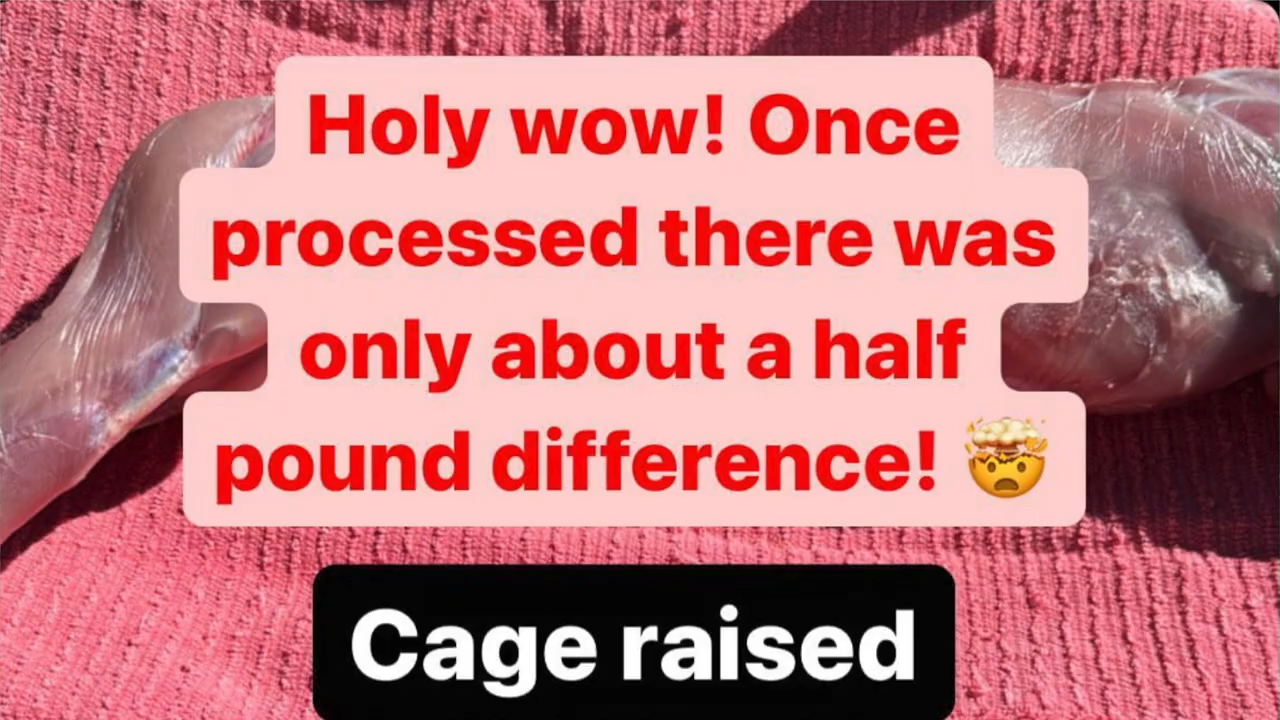 Holy wow! Once
processed there was
only about a half
pound difference! 🤯
Cage raised